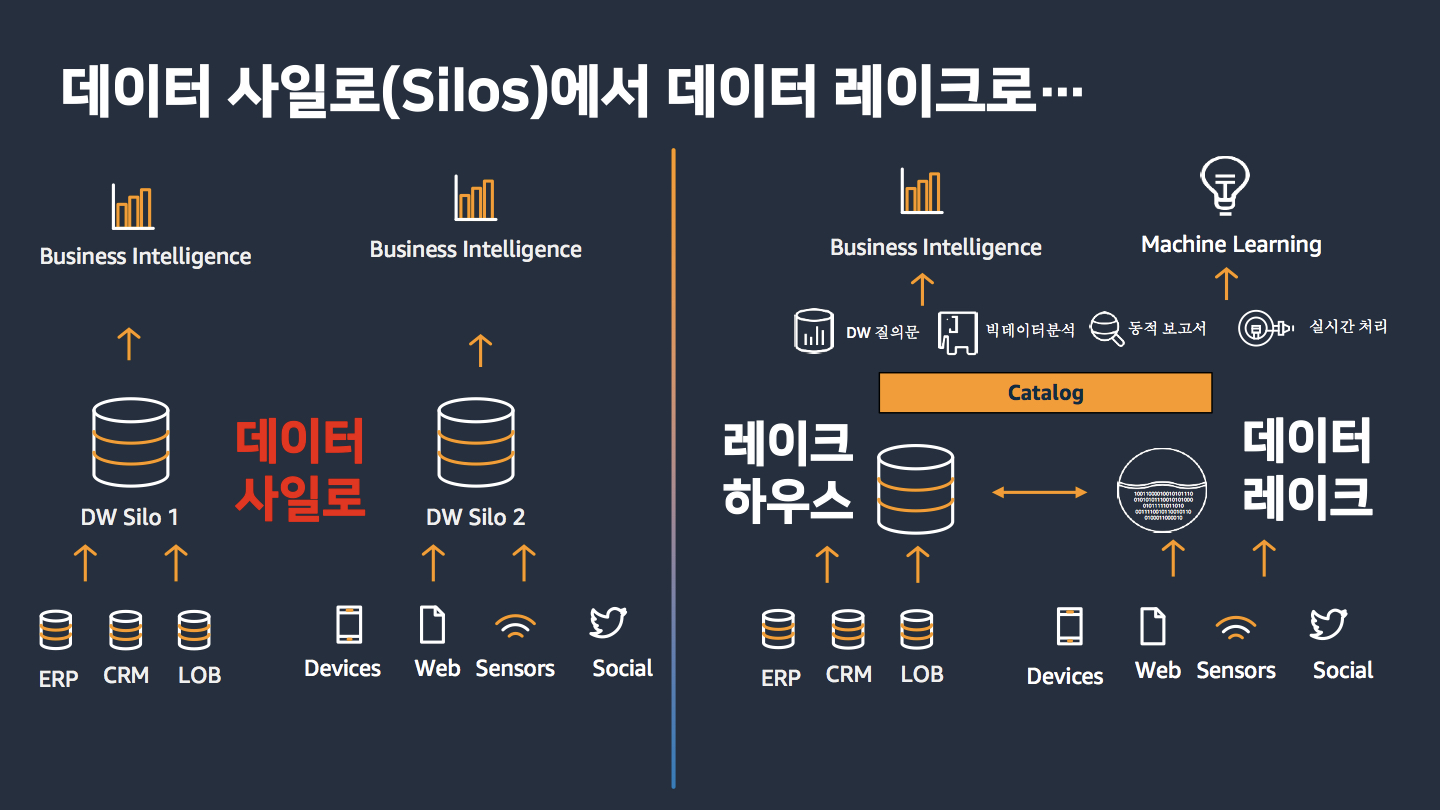 데이터 사일로(Silos)에서 데이터 레이크로…
Business Intelligence
Business Intelligence
DW Silo 1
데이터
사일로
DW Silo 2
ERP
CRM
LOB
Devices
Web
Sensors
Social
Business Intelligence
Machine Learning
DW 질의문
빅데이터분석
동적 보고서
실시간 처리
Catalog
레이크
하우스
데이터
레이크
ERP
CRM
LOB
Devices
Web
Sensors
Social